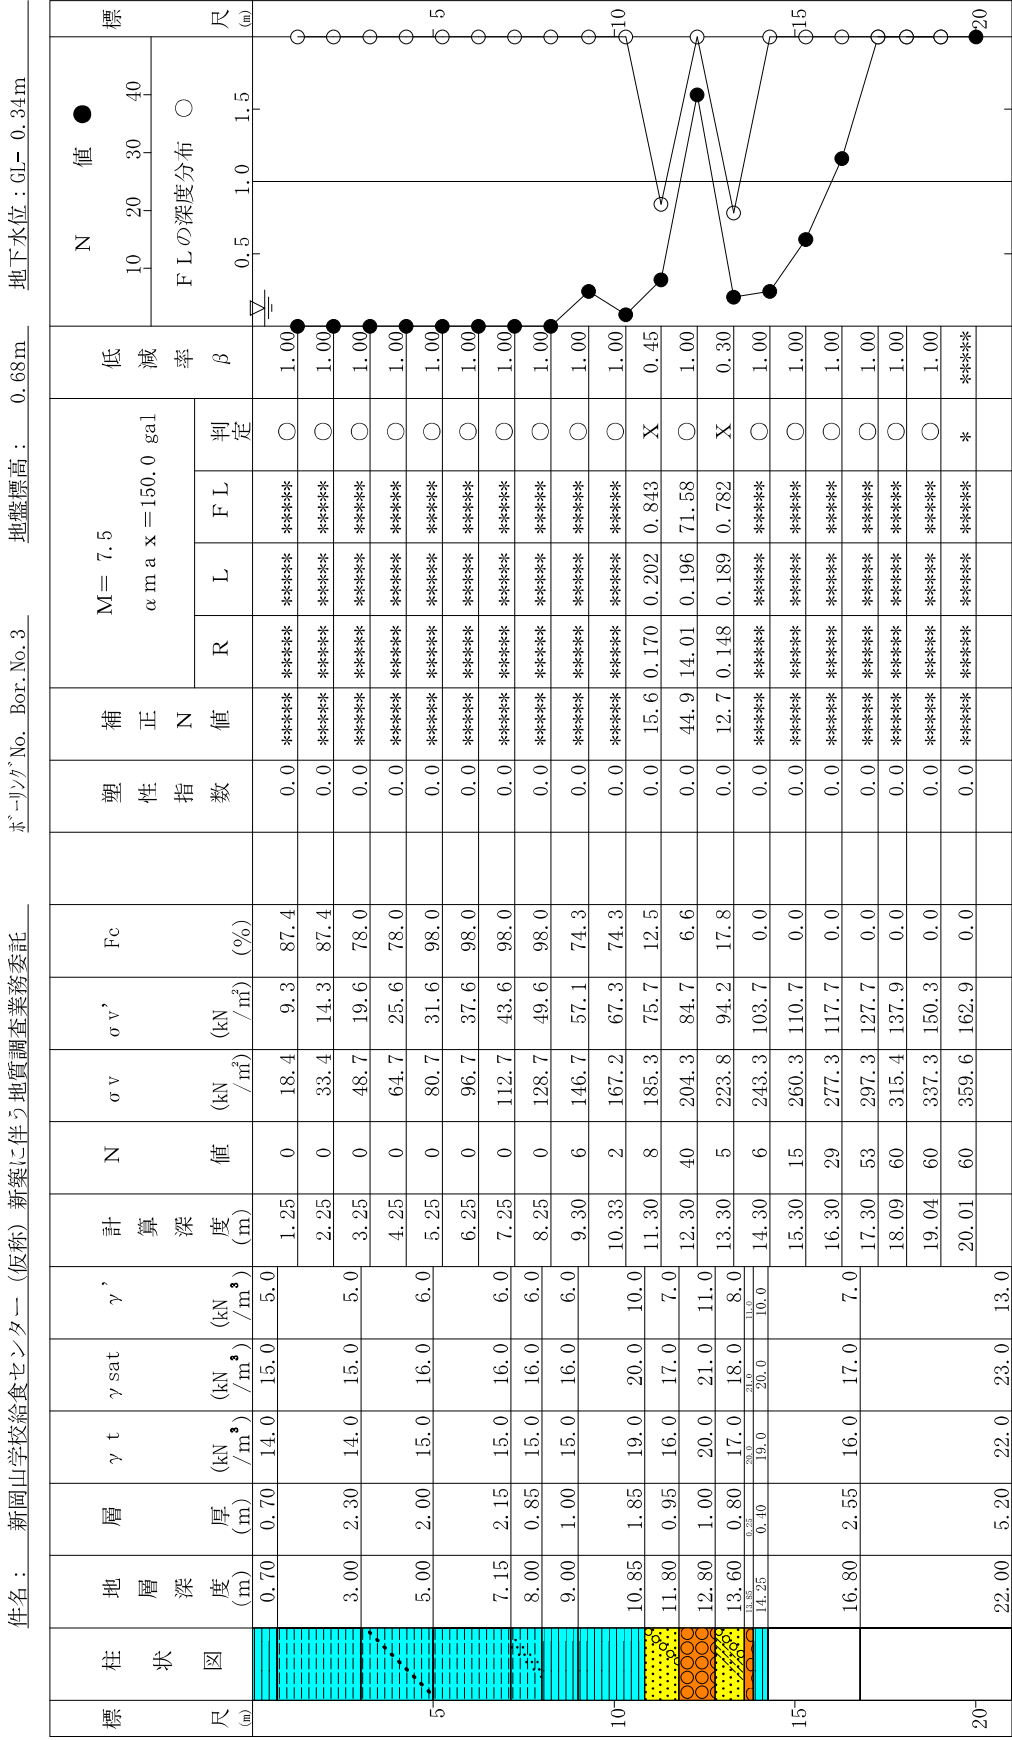 件名： 新岡山学校給食センター（仮称）新築に伴う地質調査業務委託 ﾎﾞｰﾘﾝｸﾞNo. Bor.No.3 地盤標高： 0.68m 地下水位：GL- 0.34m
標尺(m) 柱状図 地層深度(m) 層厚(m) γt(kN/m³) γsat(kN/m³) γ'(kN/m³) 計算深度(m) N値 σv(kN/m²) σv'(kN/m²) Fc(%) 塑性指数 補正N値 M= 7.5 αmax=150.0 gal R L FL 判定 低減率β N値 ● 10 20 30 40 FLの深度分布 ○ 0.5 1.0 1.5 標尺(m)
0.70 0.70 14.0 15.0 5.0
3.00 2.30 14.0 15.0 5.0
5.00 2.00 15.0 16.0 6.0
7.15 2.15 15.0 16.0 6.0
8.00 0.85 15.0 16.0 6.0
9.00 1.00 15.0 16.0 6.0
10.85 1.85 19.0 20.0 10.0
11.80 0.95 16.0 17.0 7.0
12.80 1.00 20.0 21.0 11.0
13.60 0.80 17.0 18.0 8.0
13.85 0.25 20.0 21.0 11.0
14.25 0.40 19.0 20.0 10.0
16.80 2.55 16.0 17.0 7.0
22.00 5.20 22.0 23.0 13.0
1.25 0 18.4 9.3 87.4 0.0 ***** ***** ***** ***** ○ 1.00
2.25 0 33.4 14.3 87.4 0.0 ***** ***** ***** ***** ○ 1.00
3.25 0 48.7 19.6 78.0 0.0 ***** ***** ***** ***** ○ 1.00
4.25 0 64.7 25.6 78.0 0.0 ***** ***** ***** ***** ○ 1.00
5.25 0 80.7 31.6 98.0 0.0 ***** ***** ***** ***** ○ 1.00
6.25 0 96.7 37.6 98.0 0.0 ***** ***** ***** ***** ○ 1.00
7.25 0 112.7 43.6 98.0 0.0 ***** ***** ***** ***** ○ 1.00
8.25 0 128.7 49.6 98.0 0.0 ***** ***** ***** ***** ○ 1.00
9.30 6 146.7 57.1 74.3 0.0 ***** ***** ***** ***** ○ 1.00
10.33 2 167.2 67.3 74.3 0.0 ***** ***** ***** ***** ○ 1.00
11.30 8 185.3 75.7 12.5 0.0 15.6 0.170 0.202 0.843 X 0.45
12.30 40 204.3 84.7 6.6 0.0 44.9 14.01 0.196 71.58 ○ 1.00
13.30 5 223.8 94.2 17.8 0.0 12.7 0.148 0.189 0.782 X 0.30
14.30 6 243.3 103.7 0.0 0.0 ***** ***** ***** ***** ○ 1.00
15.30 15 260.3 110.7 0.0 0.0 ***** ***** ***** ***** ○ 1.00
16.30 29 277.3 117.7 0.0 0.0 ***** ***** ***** ***** ○ 1.00
17.30 53 297.3 127.7 0.0 0.0 ***** ***** ***** ***** ○ 1.00
18.09 60 315.4 137.9 0.0 0.0 ***** ***** ***** ***** ○ 1.00
19.04 60 337.3 150.3 0.0 0.0 ***** ***** ***** ***** ○ 1.00
20.01 60 359.6 162.9 0.0 0.0 ***** ***** ***** ***** * *****
5 5
10 10
15 15
20 20